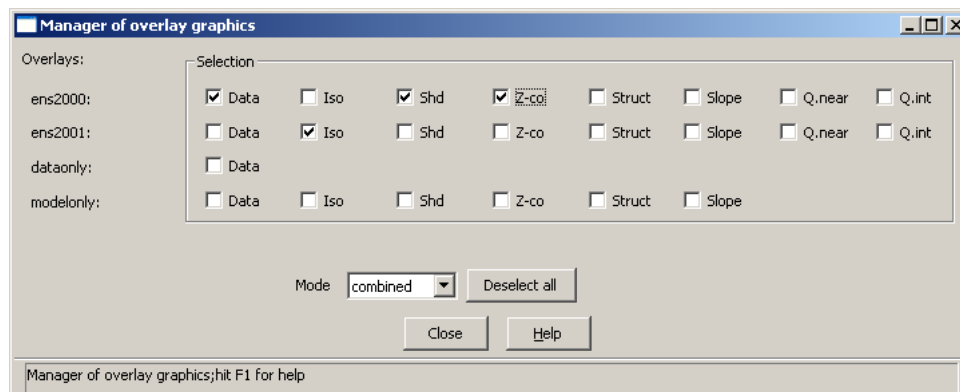 Manager of overlay graphics
Overlays:
Selection
ens2000: Data Iso Shd Z-co Struct Slope Q.near Q.int
ens2001: Data Iso Shd Z-co Struct Slope Q.near Q.int
dataonly: Data
modelonly: Data Iso Shd Z-co Struct Slope
Mode combined Deselect all
Close Help
Manager of overlay graphics;hit F1 for help